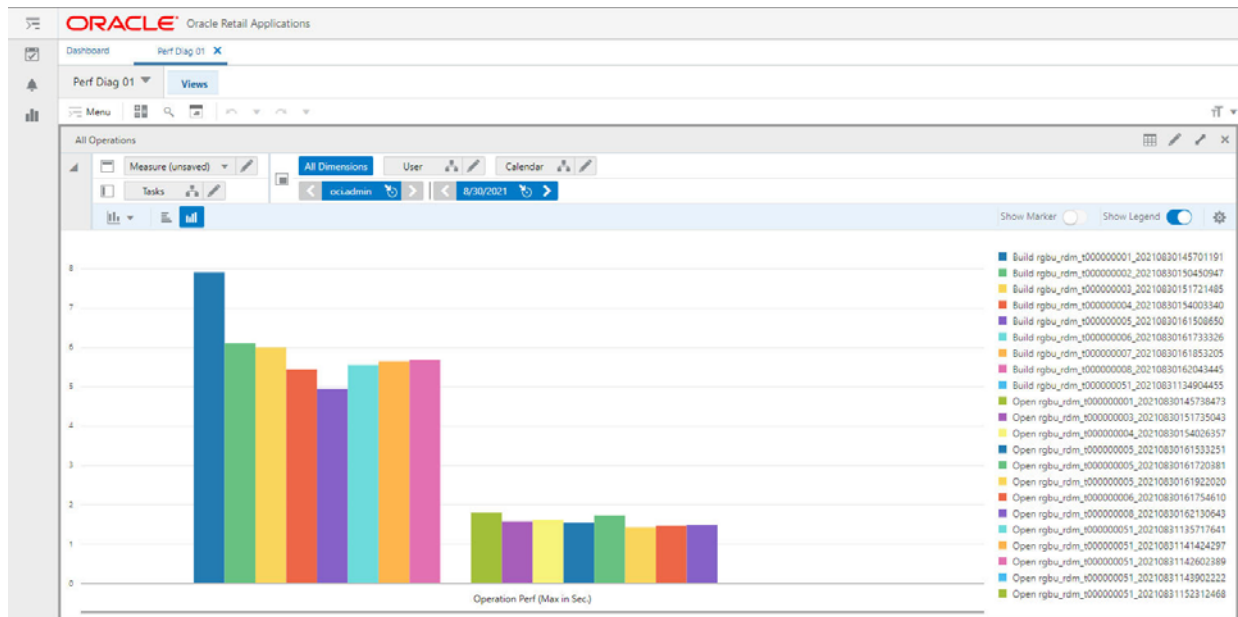 ORACLE Oracle Retail Applications
Dashboard Perf Diag 01
Perf Diag 01 Views
Menu
All Operations
Measure (unsaved) All Dimensions User Calendar
Tasks oci.admin 8/30/2021
Show Marker Show Legend
8
7
6
5
4
3
2
1
0
Operation Perf (Max in Sec.)
Build rgbu_rdm_t000000001_20210830145701191
Build rgbu_rdm_t000000002_20210830150450947
Build rgbu_rdm_t000000003_20210830151721485
Build rgbu_rdm_t000000004_20210830154003340
Build rgbu_rdm_t000000005_20210830161508650
Build rgbu_rdm_t000000006_20210830161733326
Build rgbu_rdm_t000000007_20210830161853205
Build rgbu_rdm_t000000008_20210830162043445
Build rgbu_rdm_t000000051_20210831134904455
Open rgbu_rdm_t000000001_20210830145738473
Open rgbu_rdm_t000000003_20210830151735043
Open rgbu_rdm_t000000004_20210830154026357
Open rgbu_rdm_t000000005_20210830161533251
Open rgbu_rdm_t000000005_20210830161720381
Open rgbu_rdm_t000000005_20210830161922020
Open rgbu_rdm_t000000006_20210830161754610
Open rgbu_rdm_t000000008_20210830162130643
Open rgbu_rdm_t000000051_20210831135717641
Open rgbu_rdm_t000000051_20210831141424297
Open rgbu_rdm_t000000051_20210831142602389
Open rgbu_rdm_t000000051_20210831143902222
Open rgbu_rdm_t000000051_20210831152312468